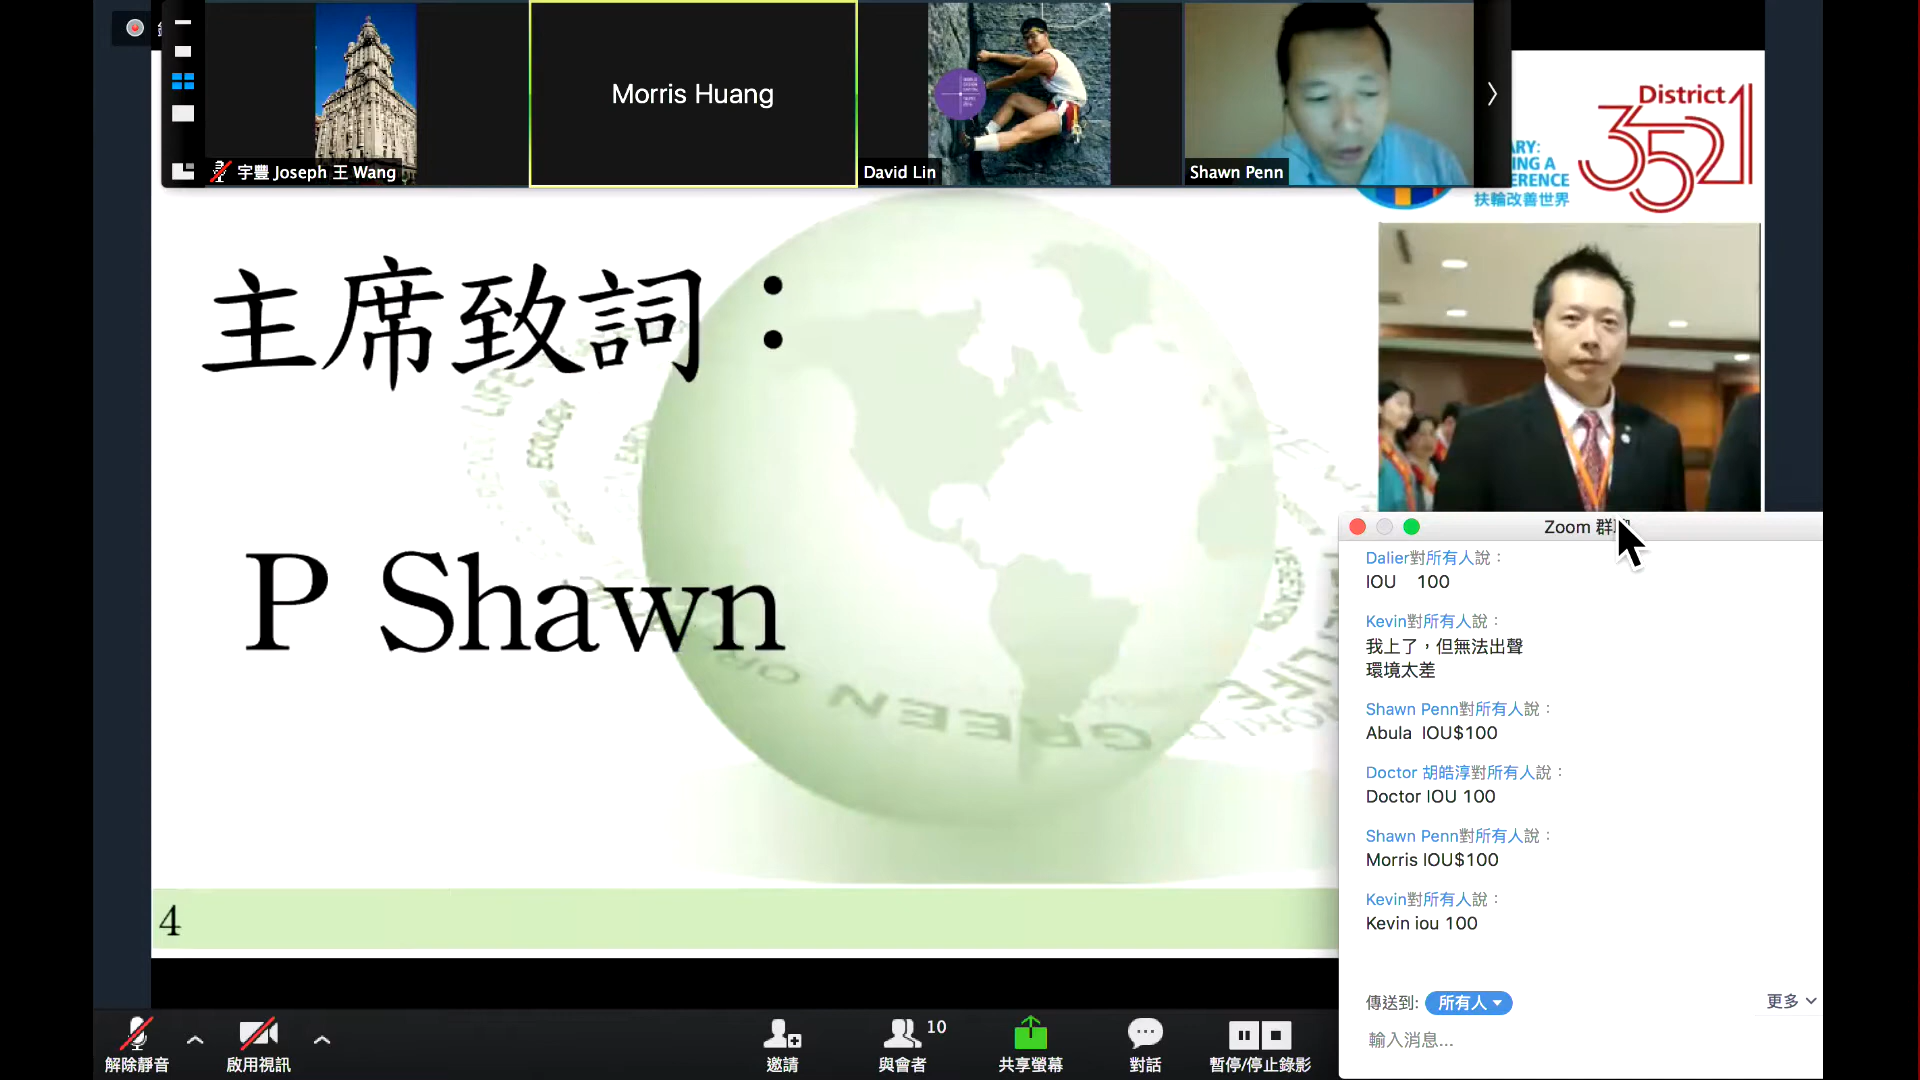 宇豐 Joseph 王 Wang
Morris Huang
David Lin
Shawn Penn
District
3521
扶輪改善世界
主席致詞：
P Shawn
ECOLOGY
GREEN
4
Zoom 群
Dalier對所有人說：
IOU 100
Kevin對所有人說：
我上了，但無法出聲
環境太差
Shawn Penn對所有人說：
Abula IOU$100
Doctor 胡皓淳對所有人說：
Doctor IOU 100
Shawn Penn對所有人說：
Morris IOU$100
Kevin對所有人說：
Kevin iou 100
傳送到: 所有人
更多
輸入消息...
解除靜音
啟用視訊
邀請
10
與會者
共享螢幕
對話
暫停/停止錄影